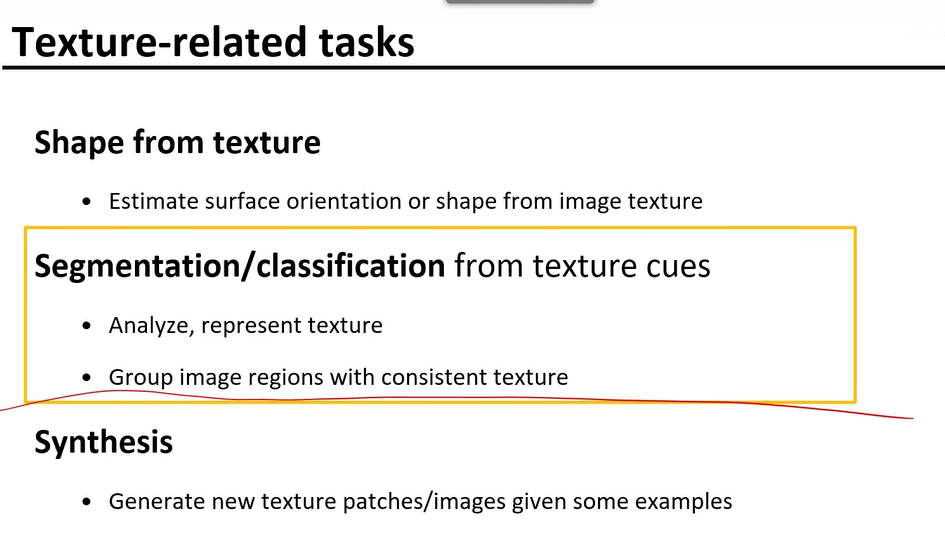 Texture-related tasks
Shape from texture
• Estimate surface orientation or shape from image texture
Segmentation/classification from texture cues
• Analyze, represent texture
• Group image regions with consistent texture
Synthesis
• Generate new texture patches/images given some examples